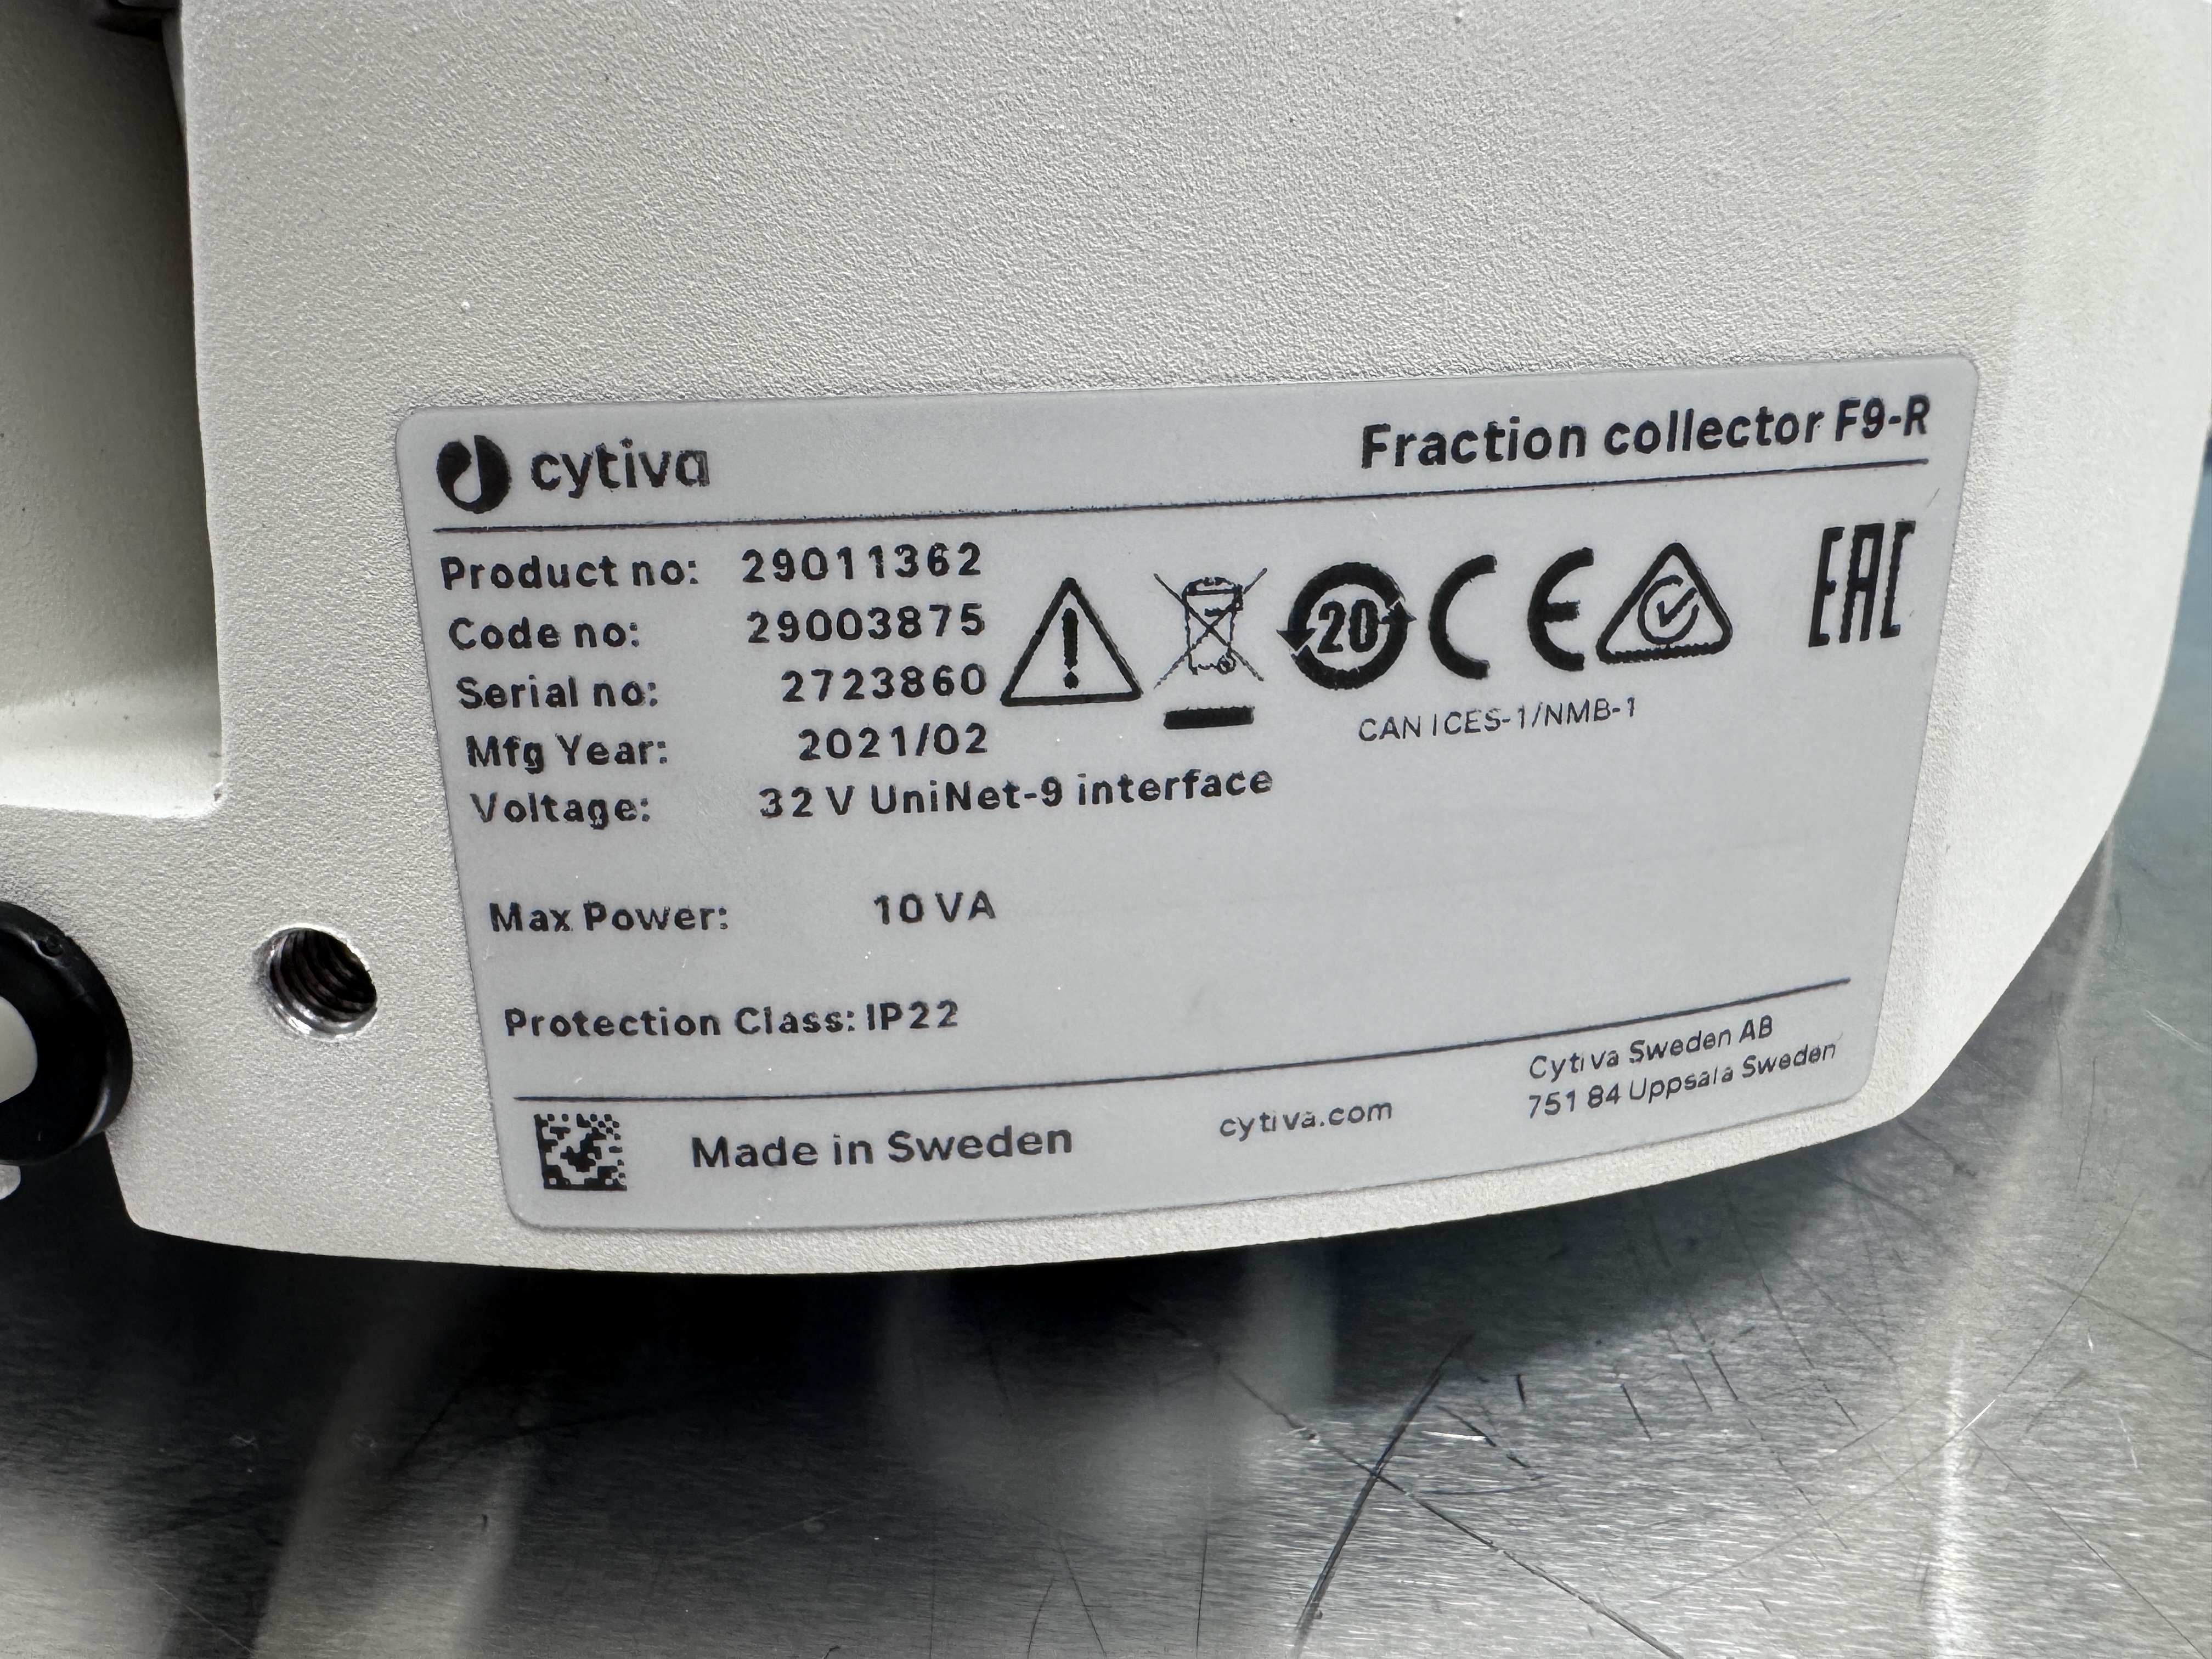 cytiva
Fraction collector F9-R
Product no: 29011362
Code no: 29003875
Serial no: 2723860
Mfg Year: 2021/02
Voltage: 32 V UniNet-9 interface
20
CE
EAC
CAN ICES-1/NMB-1
Max Power: 10 VA
Protection Class: IP22
Made in Sweden
cytiva.com
Cytiva Sweden AB
751 84 Uppsala Sweden